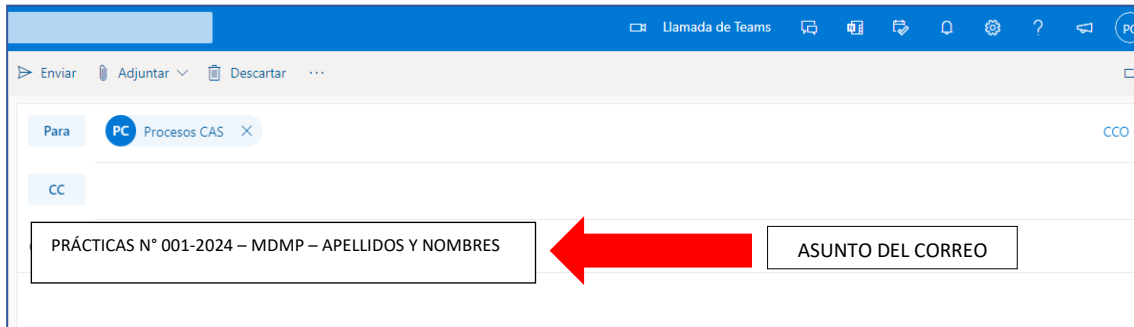 Llamada de Teams
Enviar Adjuntar Descartar ...
Para PC Procesos CAS CCO
CC
PRÁCTICAS N° 001-2024 – MDMP – APELLIDOS Y NOMBRES
ASUNTO DEL CORREO